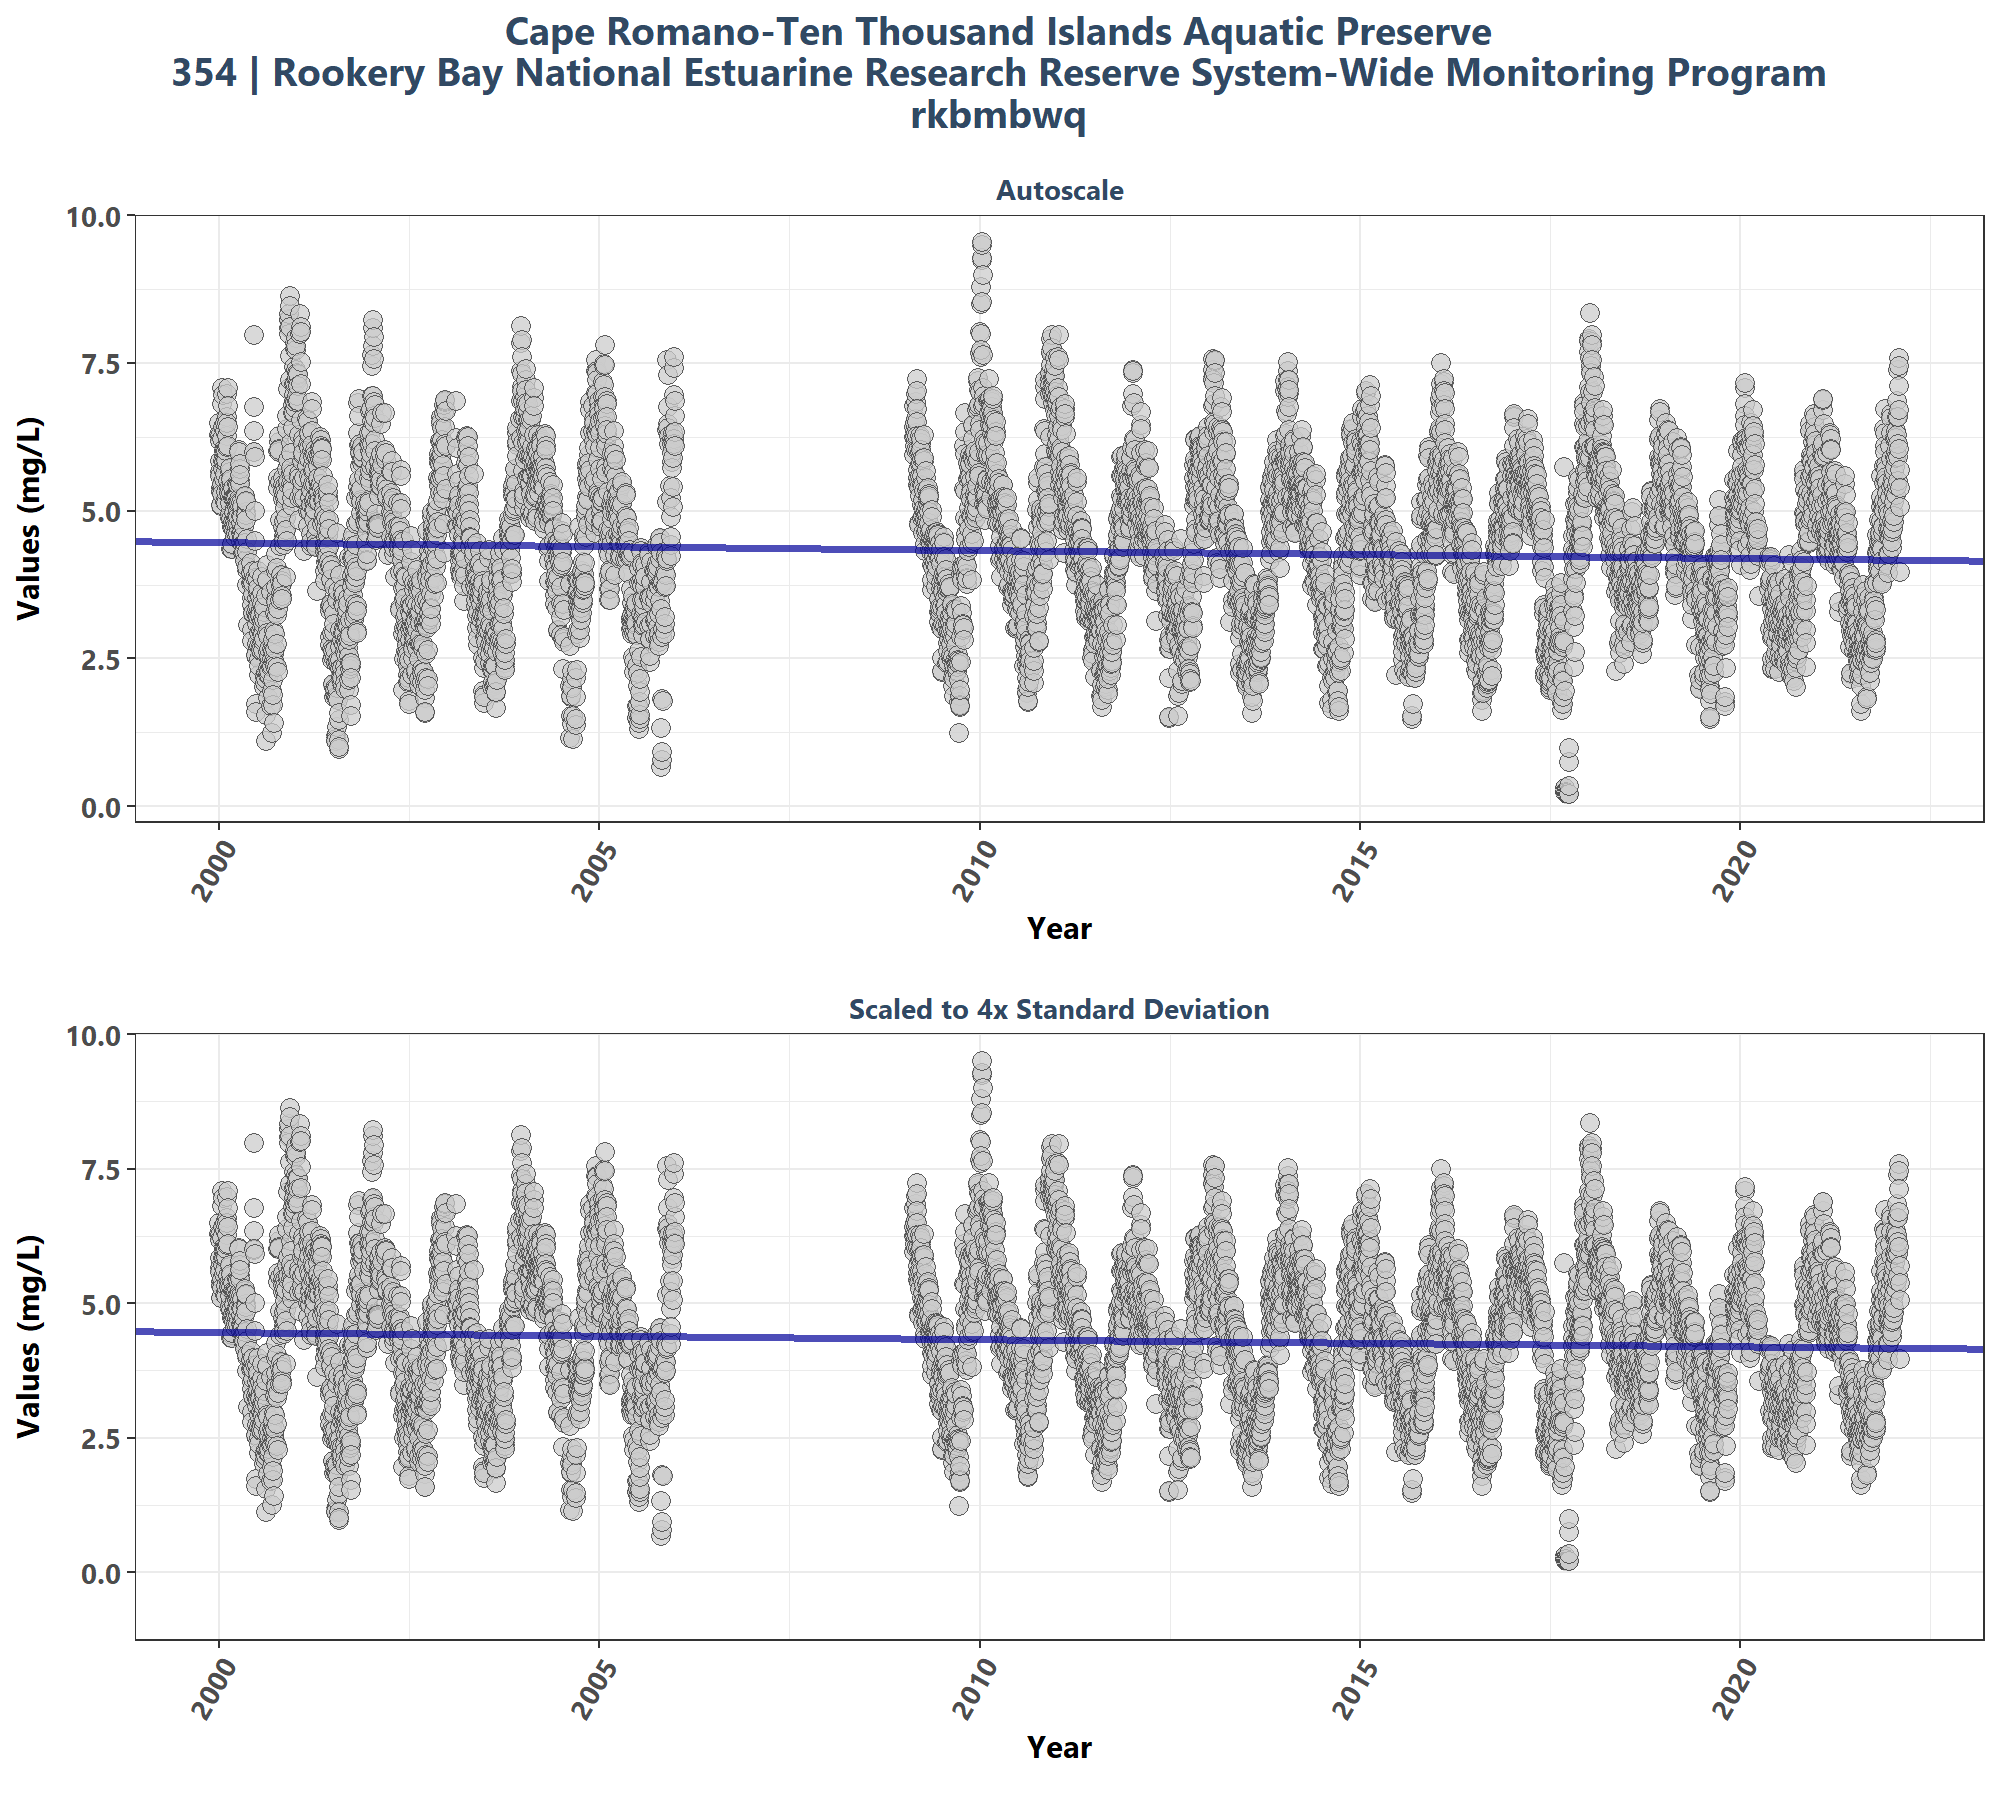 Cape Romano-Ten Thousand Islands Aquatic Preserve
354 | Rookery Bay National Estuarine Research Reserve System-Wide Monitoring Program
rkbmbwq
Autoscale
Values (mg/L)
10.0
7.5
5.0
2.5
0.0
2000
2005
2010
2015
2020
Year
Scaled to 4x Standard Deviation
Values (mg/L)
10.0
7.5
5.0
2.5
0.0
2000
2005
2010
2015
2020
Year